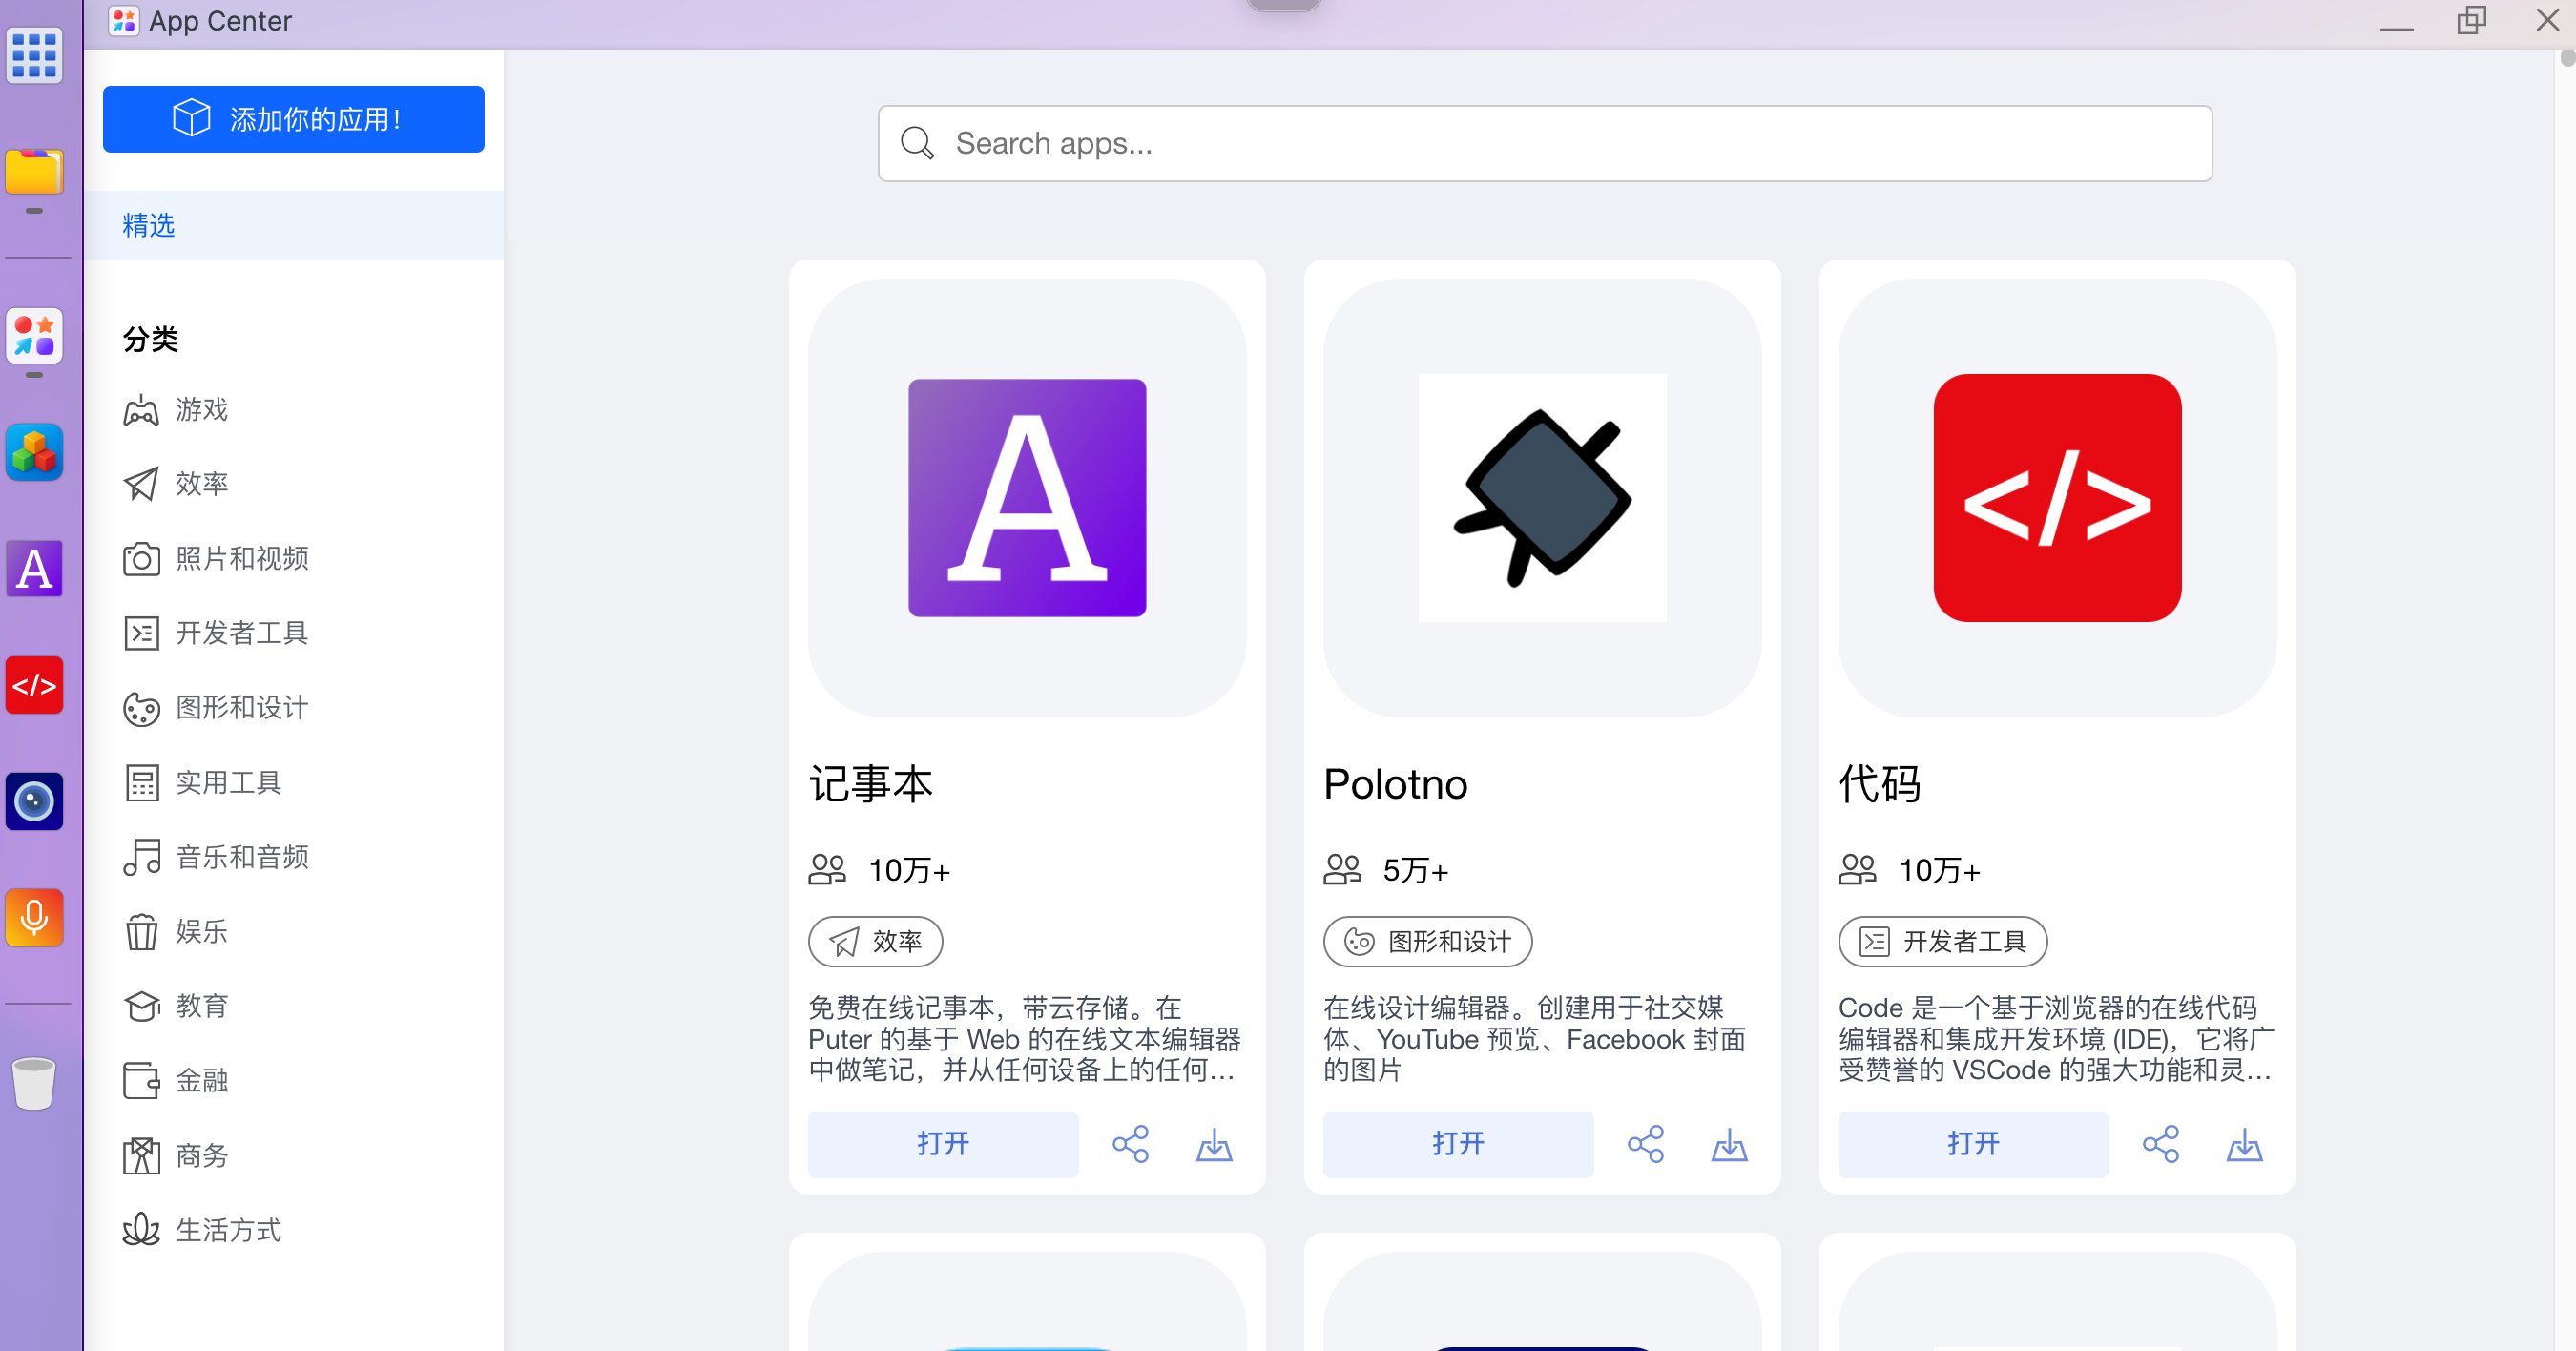 App Center
添加你的应用！
精选
分类
游戏
效率
照片和视频
开发者工具
图形和设计
实用工具
音乐和音频
娱乐
教育
金融
商务
生活方式
Search apps...
A
记事本
10万+
效率
免费在线记事本，带云存储。在
Puter 的基于 Web 的在线文本编辑器
中做笔记，并从任何设备上的任何...
打开
Polotno
5万+
图形和设计
在线设计编辑器。创建用于社交媒
体、YouTube 预览、Facebook 封面
的图片
打开
</>
代码
10万+
开发者工具
Code 是一个基于浏览器的在线代码
编辑器和集成开发环境 (IDE)，它将广
受赞誉的 VSCode 的强大功能和灵...
打开
A
</>